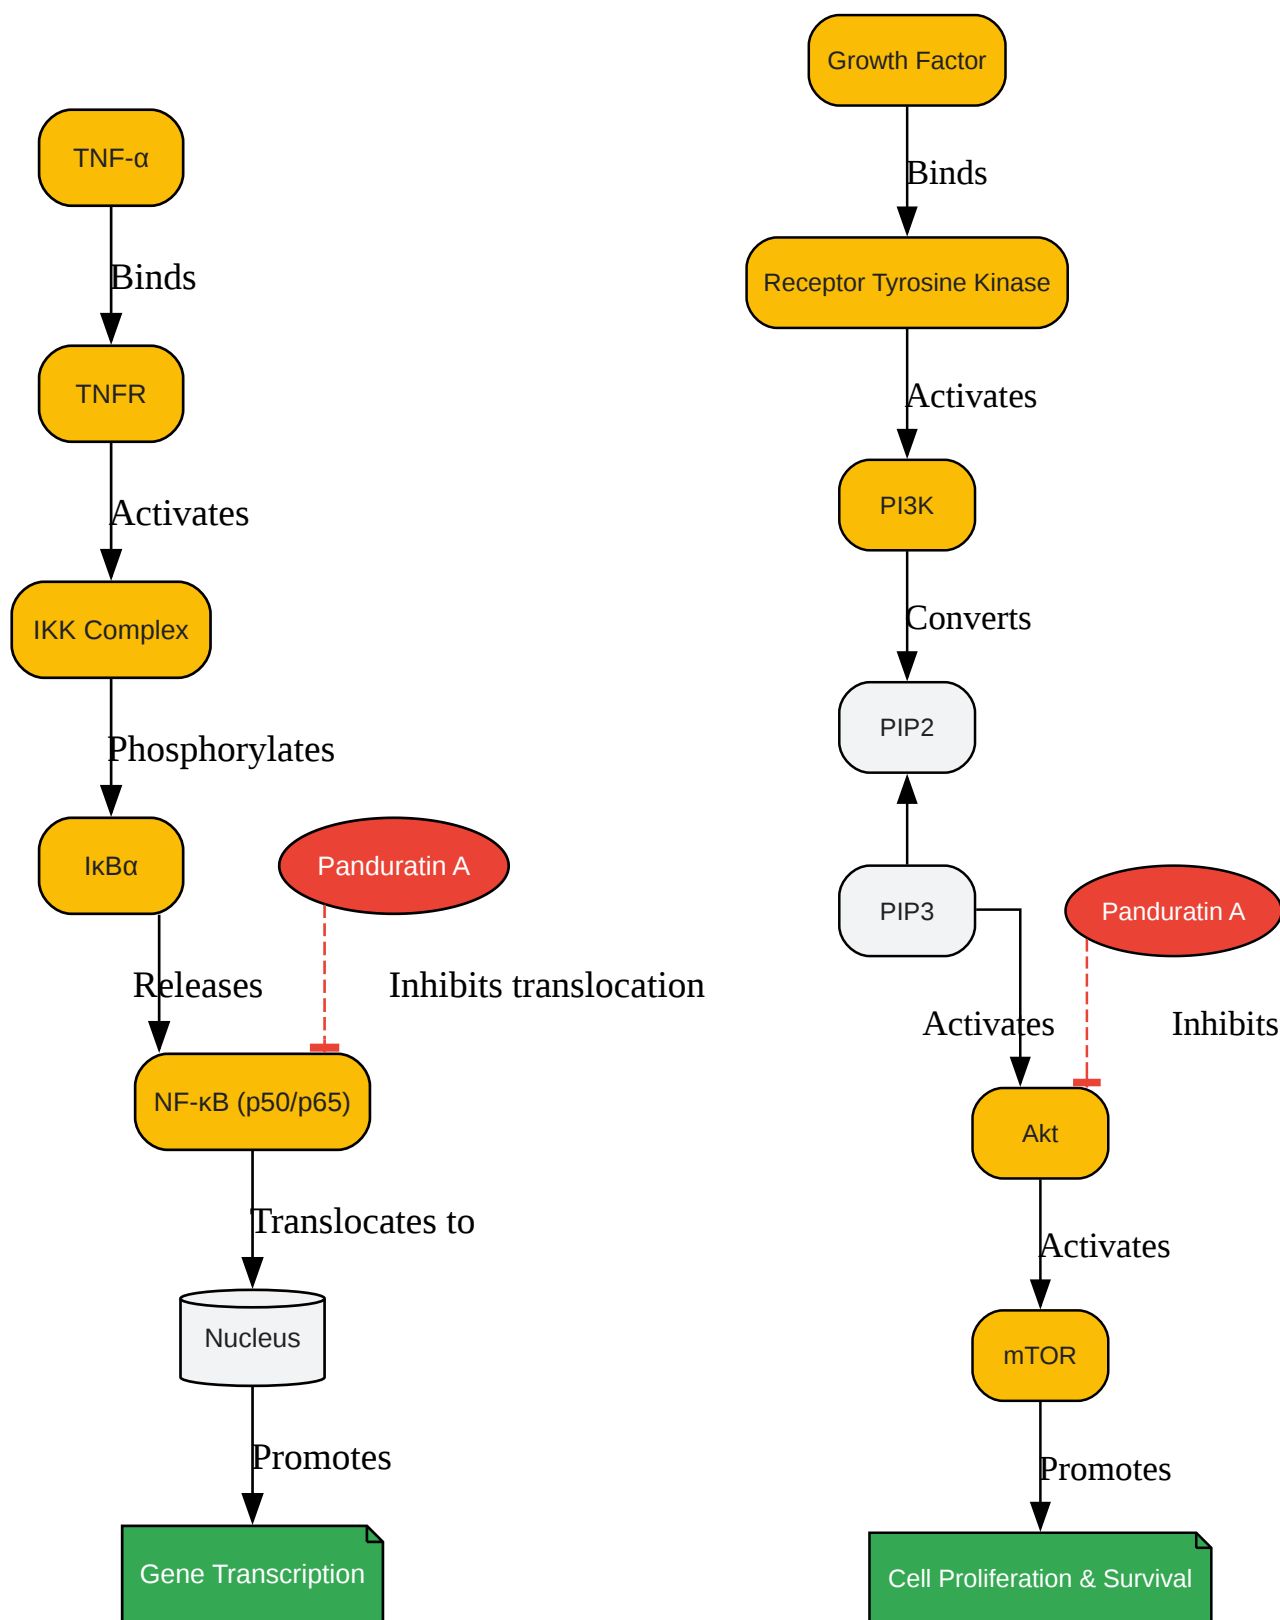 TNF-α
Binds
TNFR
Activates
IKK Complex
Phosphorylates
IκBα
Panduratin A
Releases
Inhibits translocation
NF-κB (p50/p65)
Translocates to
Nucleus
Promotes
Gene Transcription
Growth Factor
Binds
Receptor Tyrosine Kinase
Activates
PI3K
Converts
PIP2
PIP3
Panduratin A
Activates
Inhibits
Akt
Activates
mTOR
Promotes
Cell Proliferation & Survival